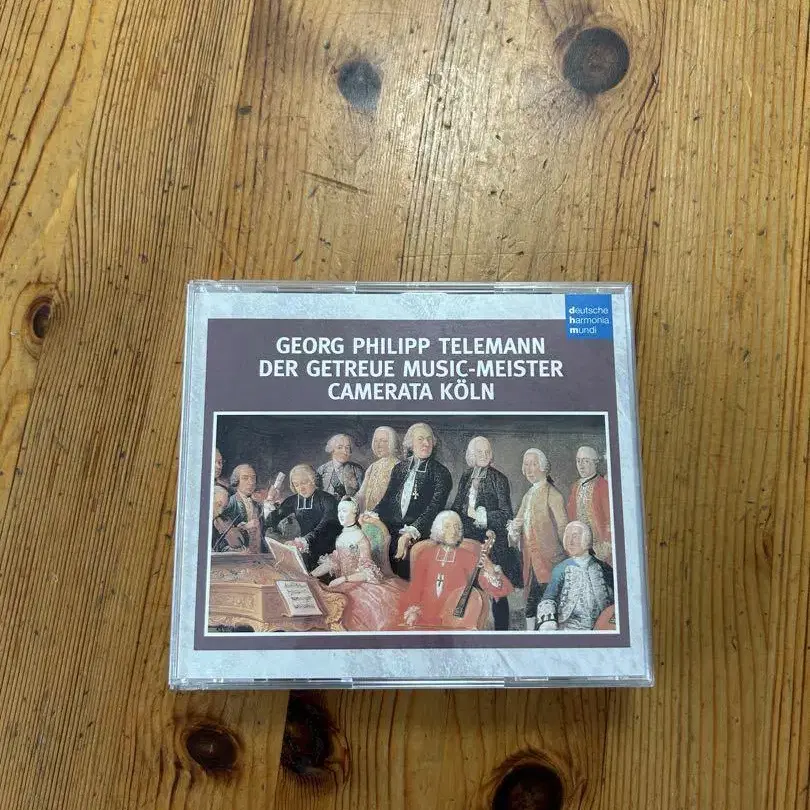 deutsche
harmonia
mundi
GEORG PHILIPP TELEMANN
DER GETREUE MUSIC-MEISTER
CAMERATA KÖLN